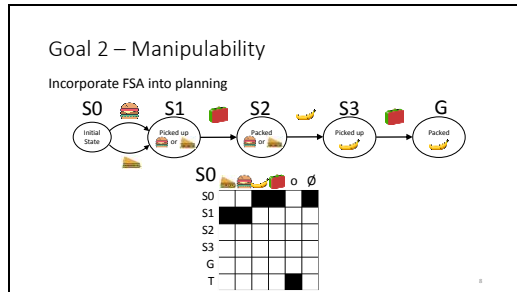 Goal 2 – Manipulability
Incorporate FSA into planning
S0 S1 S2 S3 G
Initial State
Picked up
or
Packed
or
Picked up
Packed
S0
o Ø
S0
S1
S2
S3
G
T
8